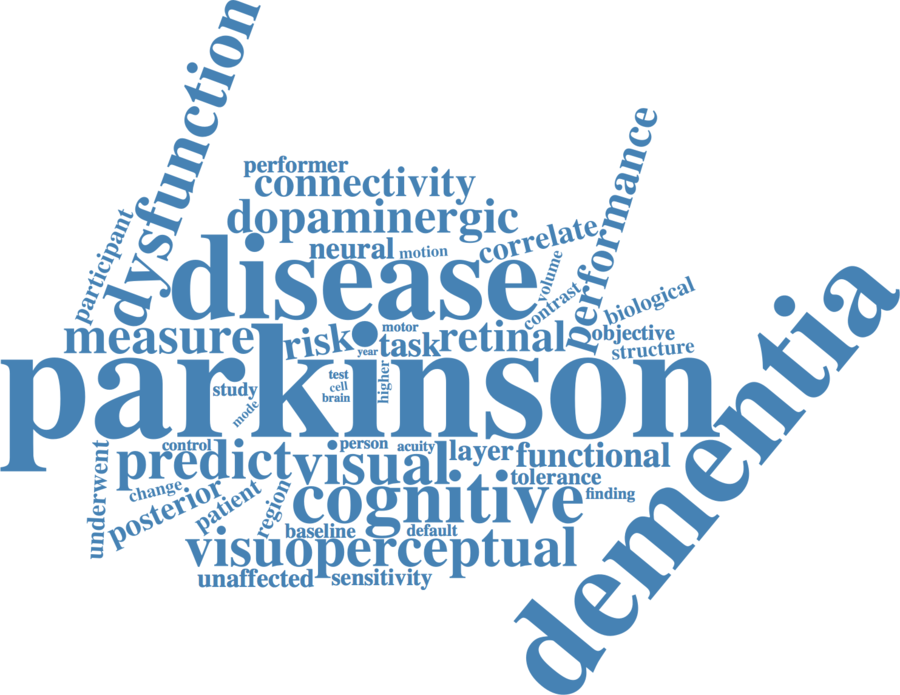 dysfunction
performer
connectivity
performance
dopaminergic
participant
neural
motion
correlate
disease
volume
contrast
biological
measure
risk
motor
task
year
retinal
objective
structure
dementia
parkinson
test
cell
brain
higher
study
mode
control
person
acuity
predict
visual
layer
functional
tolerance
underwent
change
posterior
patient
region
cognitive
finding
baseline
default
visuoperceptual
unaffected
sensitivity